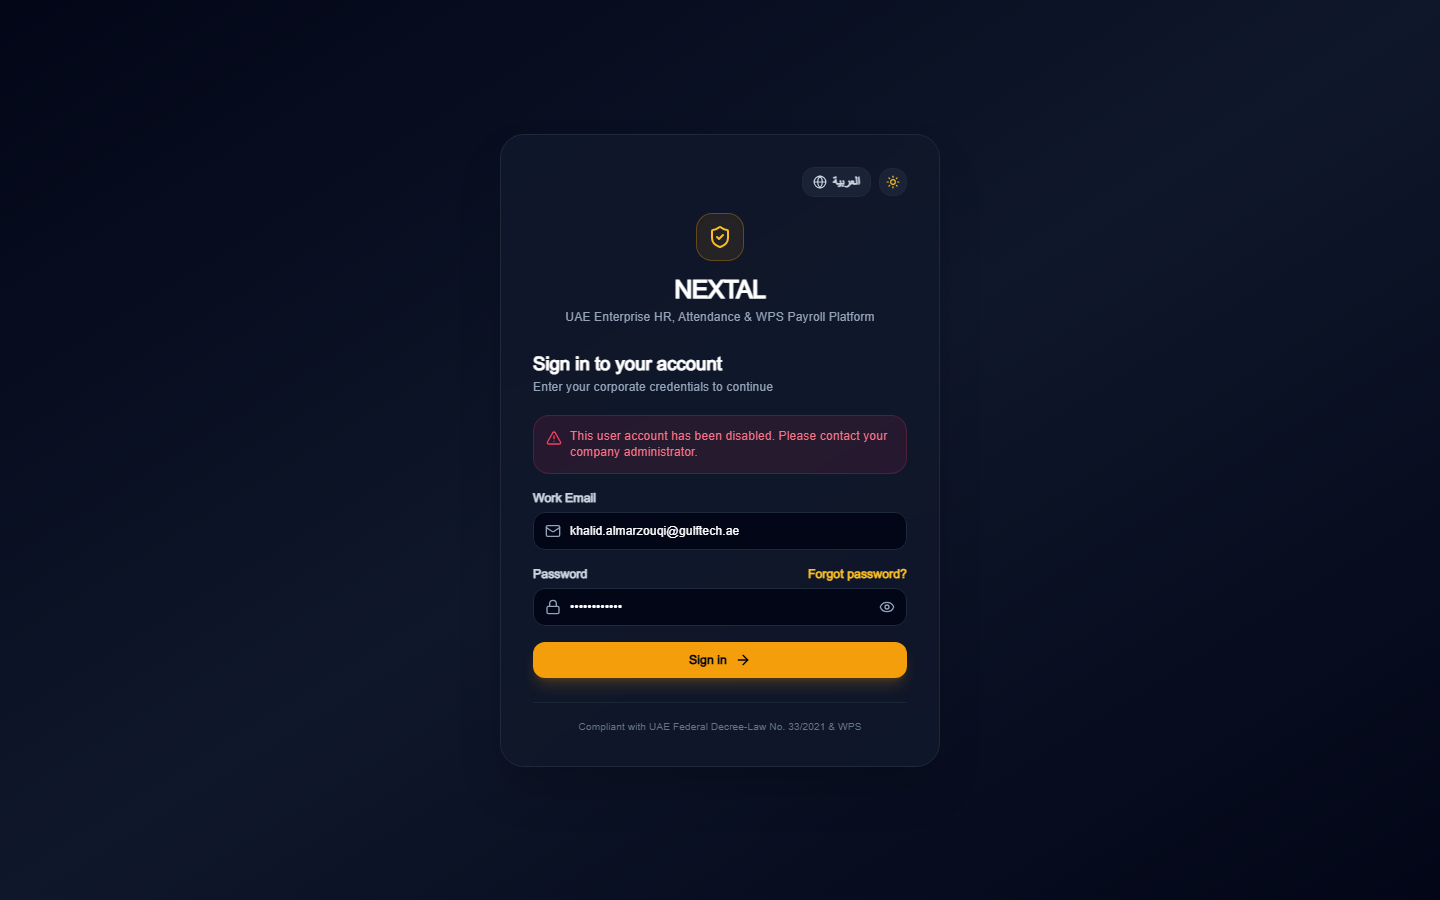 العربية
NEXTAL
UAE Enterprise HR, Attendance & WPS Payroll Platform
Sign in to your account
Enter your corporate credentials to continue
This user account has been disabled. Please contact your
company administrator.
Work Email
khalid.almarzouqi@gulftech.ae
Password
Forgot password?
••••••••••••
Sign in
Compliant with UAE Federal Decree-Law No. 33/2021 & WPS